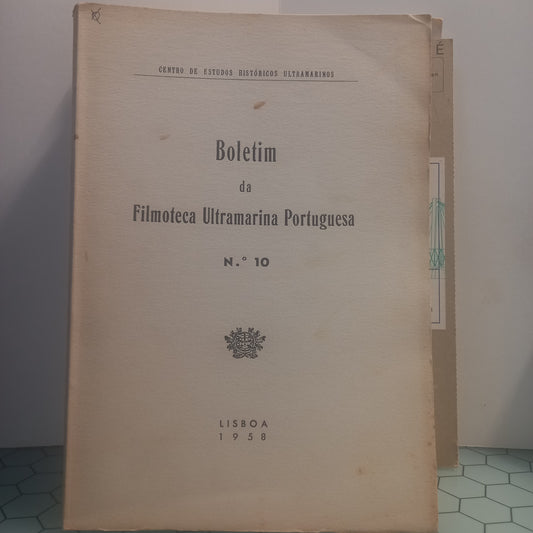 CENTRO DE ESTUDOS HISTÓRICOS ULTRAMARINOS
Boletim
da
Filmoteca Ultramarina Portuguesa
N.º 10
LISBOA
1958
É